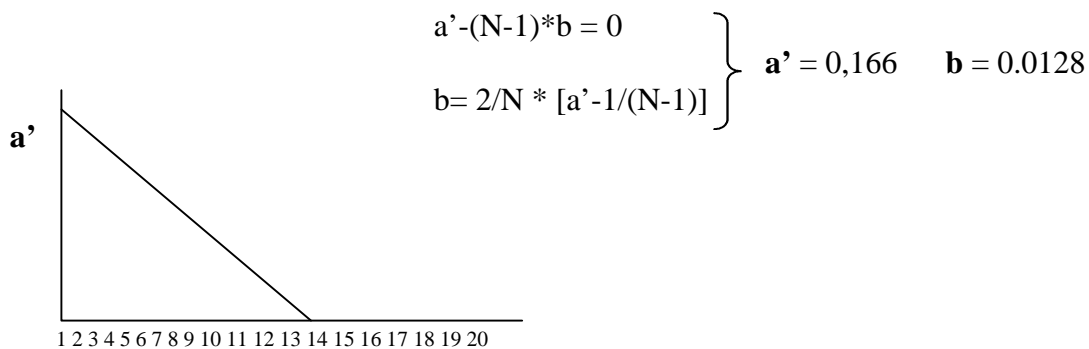 a’-(N-1)*b = 0
a’ = 0,166 b = 0.0128
b= 2/N * [a’-1/(N-1)]
a’
1 2 3 4 5 6 7 8 9 10 11 12 13 14 15 16 17 18 19 20